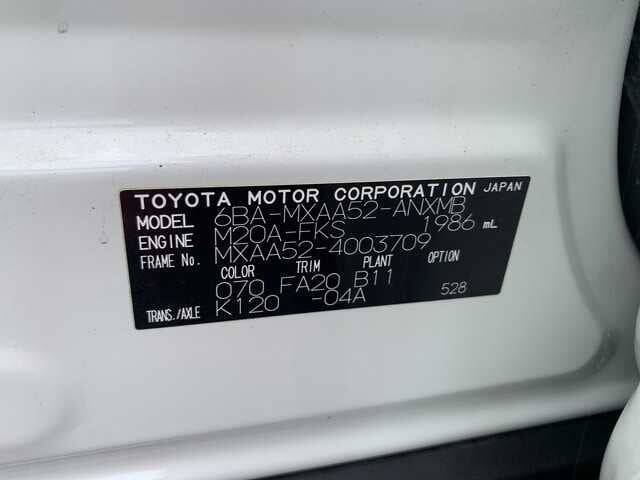 TOYOTA MOTOR CORPORATION JAPAN
MODEL 6BA-MXAA52-ANXMB
ENGINE M20A-FKS 1986 mL
FRAME No. MXAA52-4003709
COLOR TRIM PLANT OPTION
070 FA20 B11
TRANS./AXLE K120 -04A 528